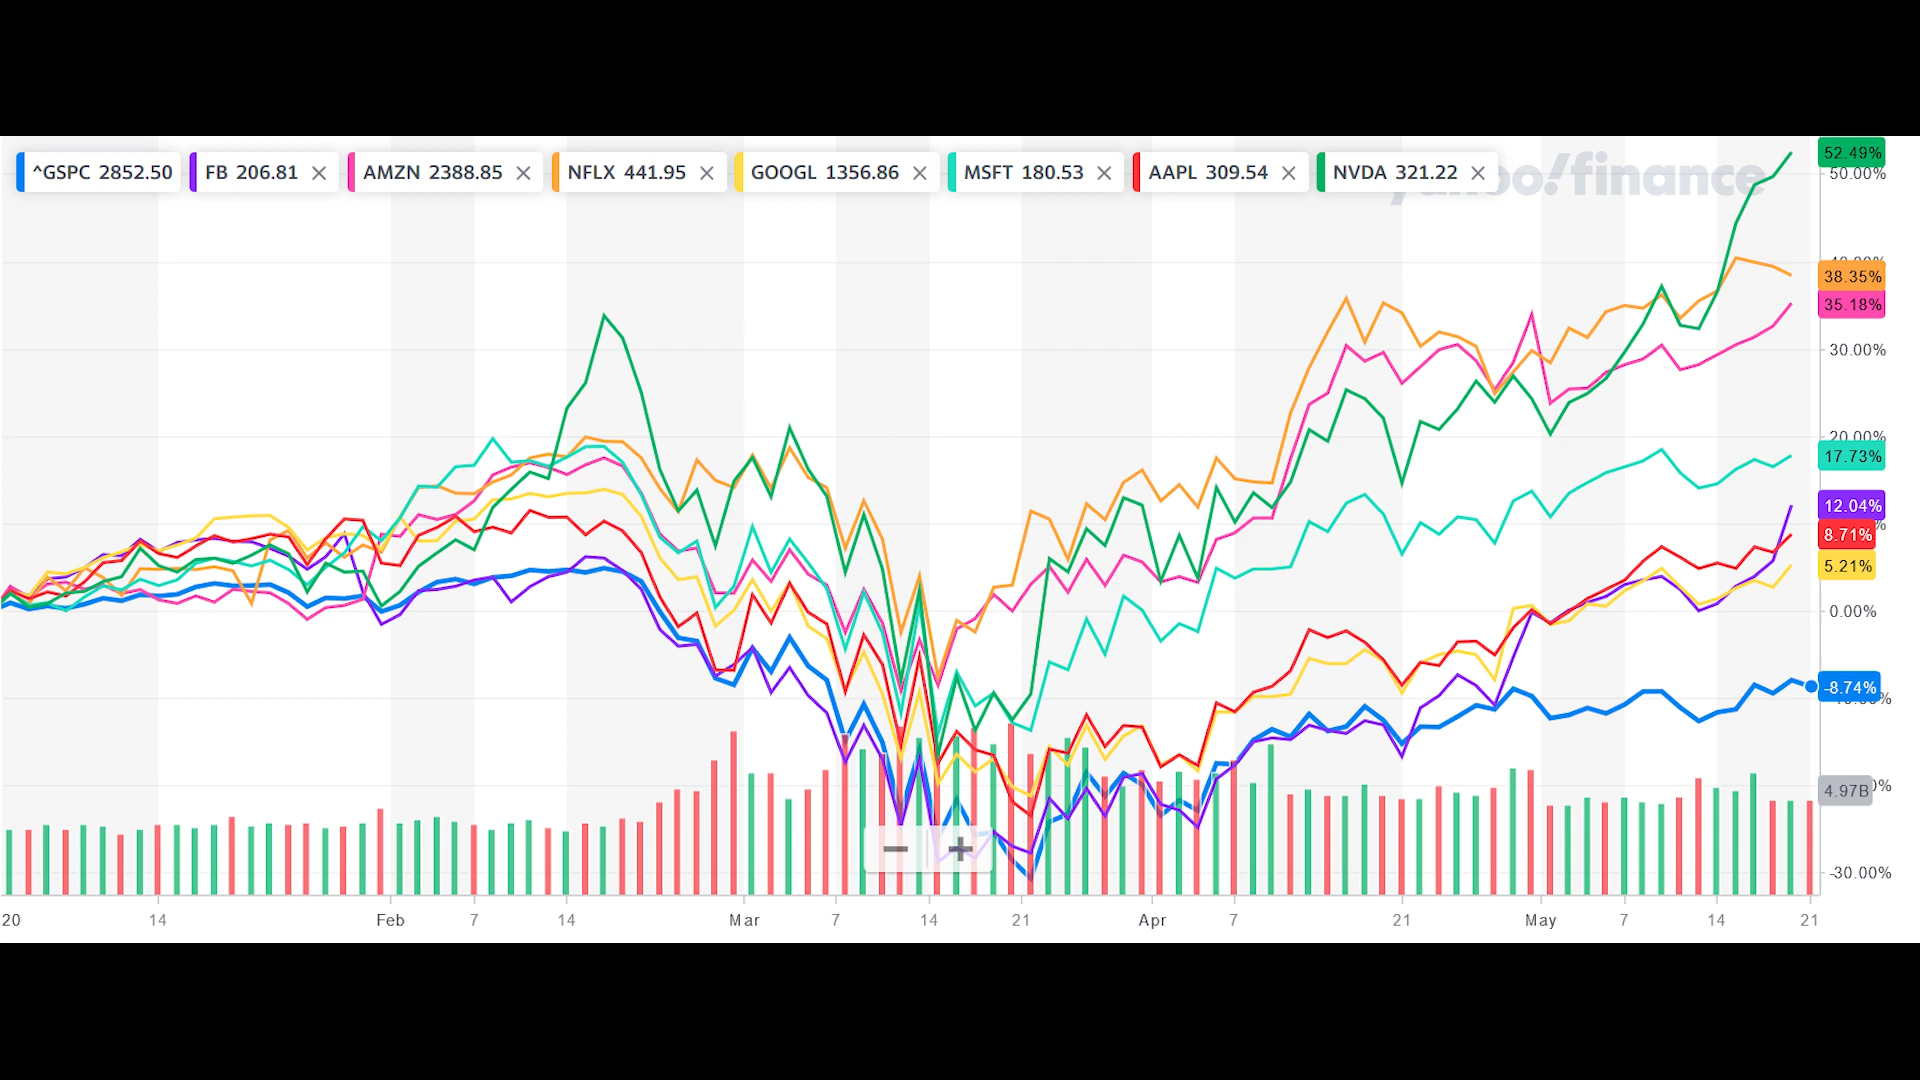 ^GSPC 2852.50
FB 206.81 ×
AMZN 2388.85 ×
NFLX 441.95 ×
GOOGL 1356.86 ×
MSFT 180.53 ×
AAPL 309.54 ×
NVDA 321.22 ×
yahoo!finance
52.49%
50.00%
38.35%
35.18%
30.00%
20.00%
17.73%
12.04%
8.71%
5.21%
0.00%
-8.74%
4.97B
-30.00%
20 14 Feb 7 14 Mar 7 14 21 Apr 7 21 May 7 14 21